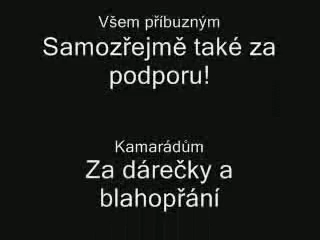 Všem příbuzným
Samozřejmě také za
podporu!
Kamarádům
Za dárečky a
blahopřání